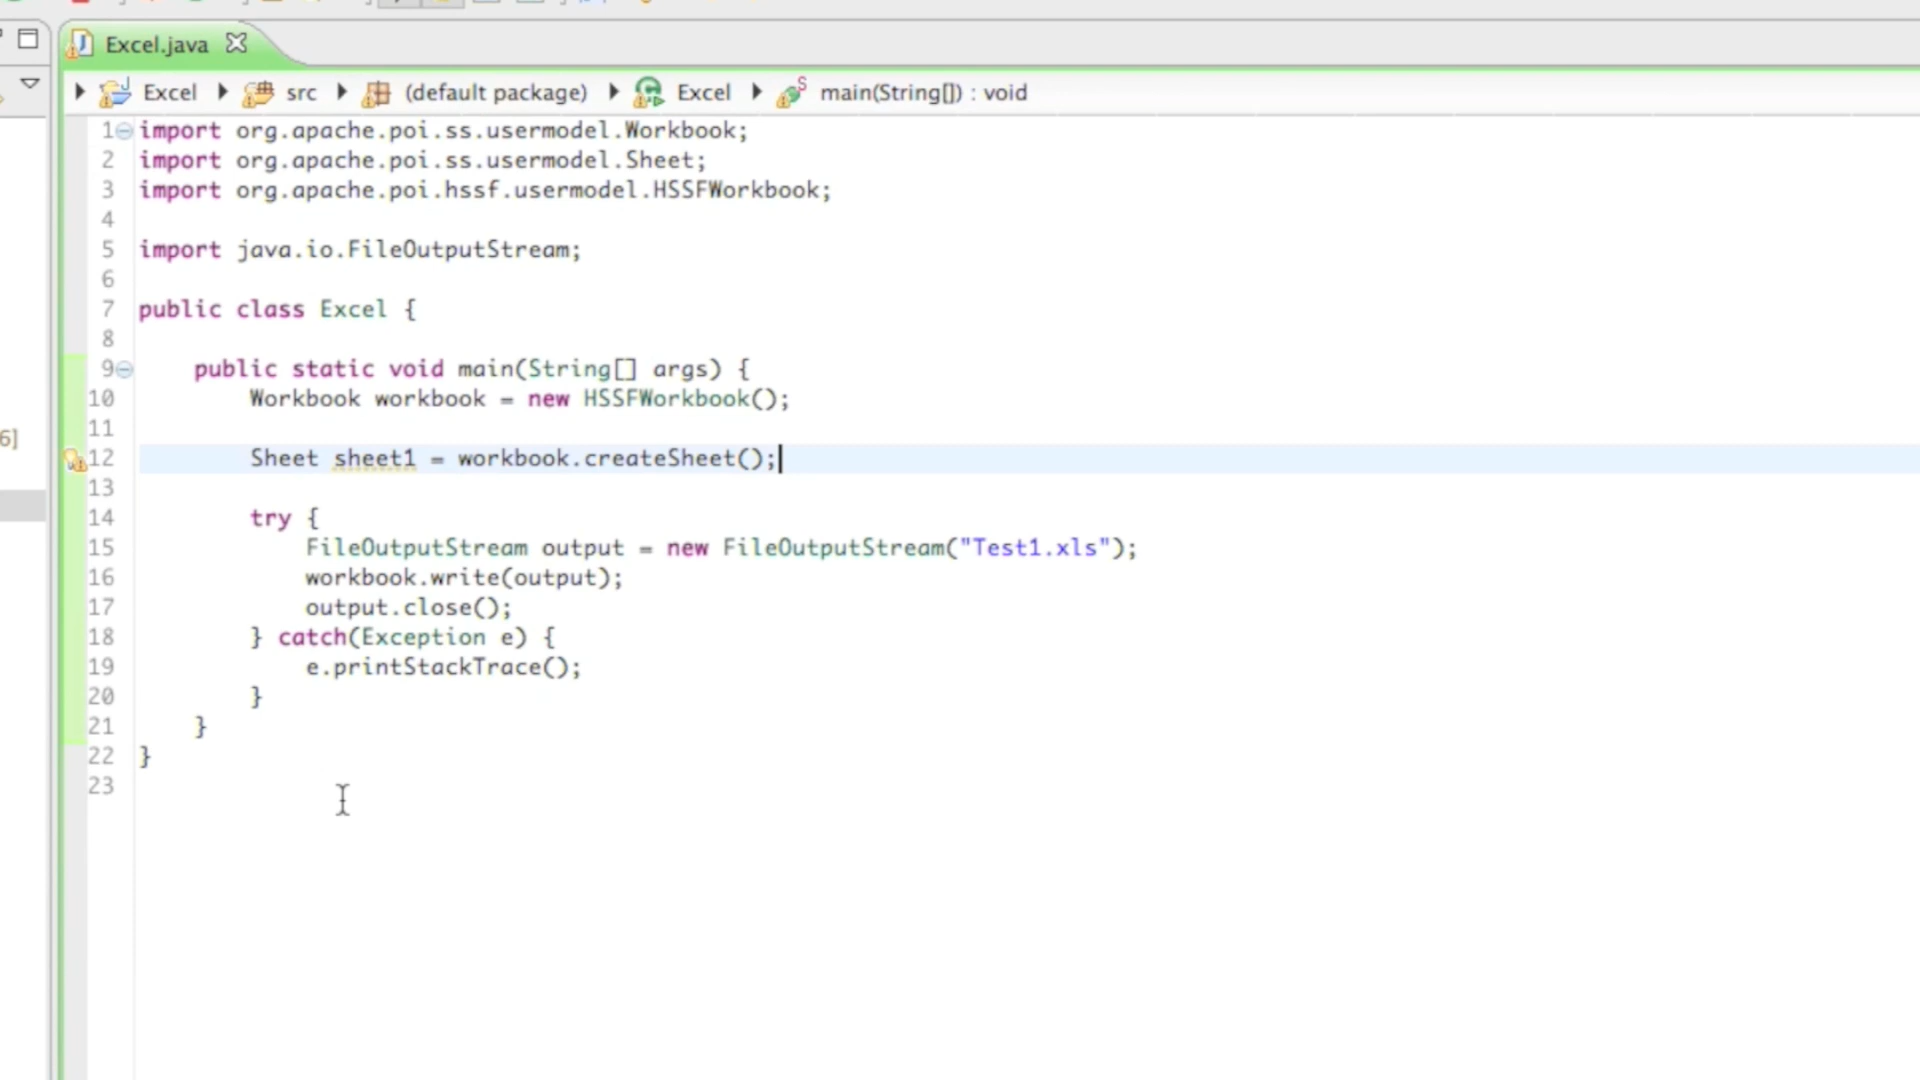 Excel.java
Excel src (default package) Excel main(String[]) : void
1 import org.apache.poi.ss.usermodel.Workbook;
2 import org.apache.poi.ss.usermodel.Sheet;
3 import org.apache.poi.hssf.usermodel.HSSFWorkbook;
4
5 import java.io.FileOutputStream;
6
7 public class Excel {
8
9 public static void main(String[] args) {
10 Workbook workbook = new HSSFWorkbook();
11
12 Sheet sheet1 = workbook.createSheet();
13
14 try {
15 FileOutputStream output = new FileOutputStream("Test1.xls");
16 workbook.write(output);
17 output.close();
18 } catch(Exception e) {
19 e.printStackTrace();
20 }
21 }
22 }
23
6]